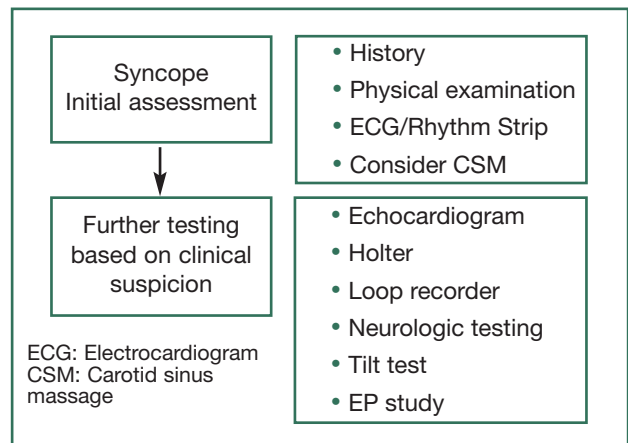 Syncope
Initial assessment
• History
• Physical examination
• ECG/Rhythm Strip
• Consider CSM
Further testing
based on clinical
suspicion
• Echocardiogram
• Holter
• Loop recorder
• Neurologic testing
• Tilt test
• EP study
ECG: Electrocardiogram
CSM: Carotid sinus
massage